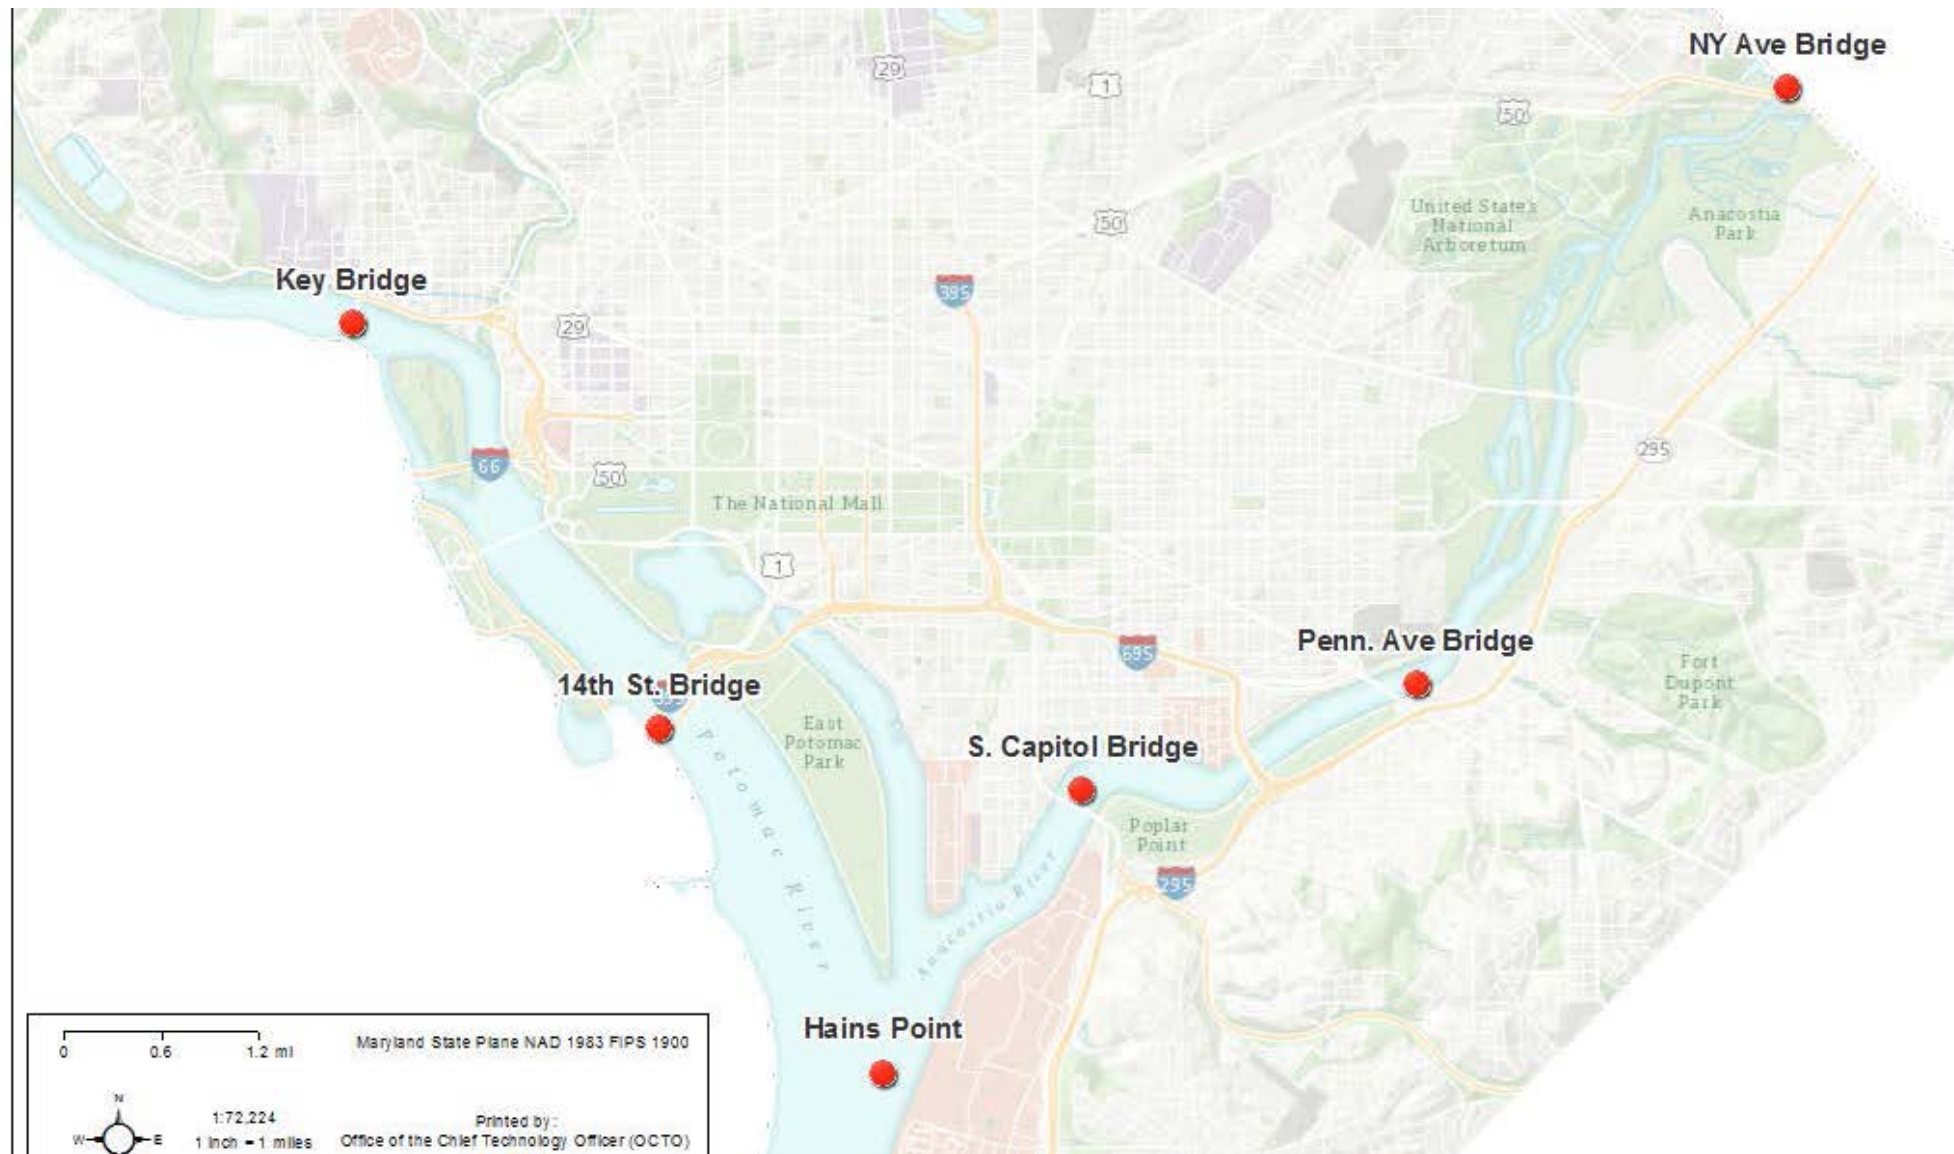 NY Ave Bridge
29
1
50
50
United State's
National
Arboretum
Anacostia
Park
Key Bridge
395
29
295
66
50
The National Mall
1
Penn. Ave Bridge
695
Fort
Dupont
Park
14th St. Bridge
395
East
Potomac
Park
S. Capitol Bridge
Potomac River
Poplar
Point
295
Anacostia River
Hains Point
0 0.6 1.2 mi
Maryland State Plane NAD 1983 FIPS 1900
N
W E
1:72,224
1 inch = 1 miles
Printed by:
Office of the Chief Technology Officer (OCTO)